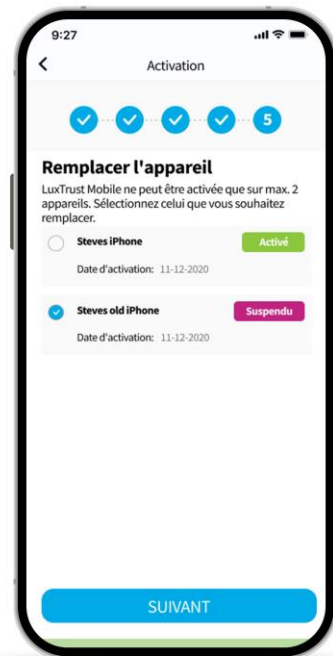 9:27
Activation
5
Remplacer l'appareil
LuxTrust Mobile ne peut être activée que sur max. 2
appareils. Sélectionnez celui que vous souhaitez
remplacer.
Steves iPhone Activé
Date d'activation: 11-12-2020
Steves old iPhone Suspendu
Date d'activation: 11-12-2020
SUIVANT